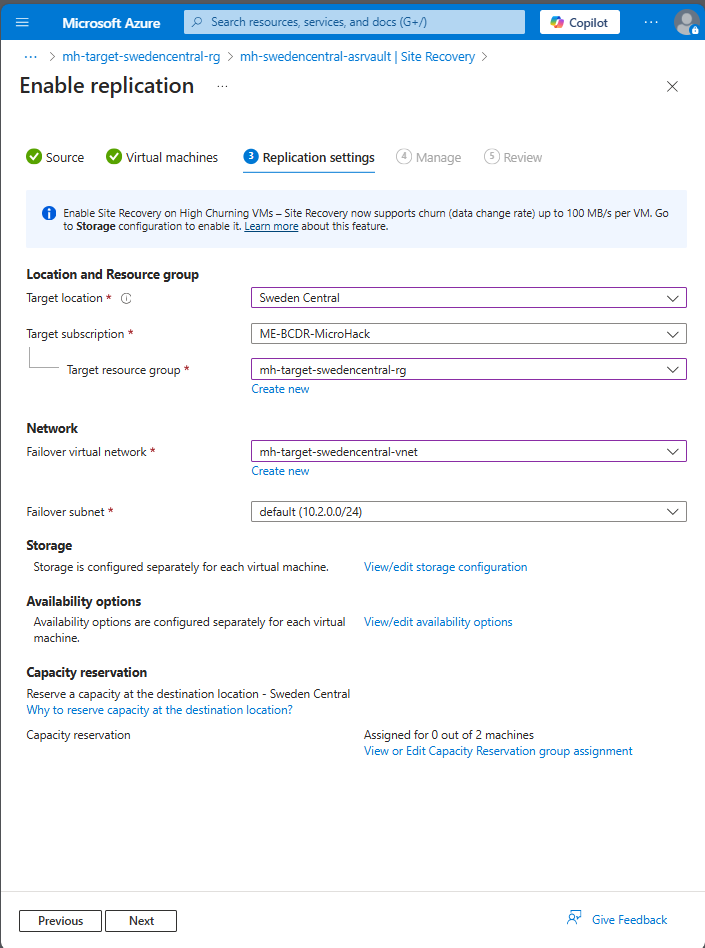 Microsoft Azure
Search resources, services, and docs (G+/)
Copilot
···
··· > mh-target-swedencentral-rg > mh-swedencentral-asrvault | Site Recovery >
Enable replication ···
Source
Virtual machines
3 Replication settings
4 Manage
5 Review
Enable Site Recovery on High Churning VMs – Site Recovery now supports churn (data change rate) up to 100 MB/s per VM. Go
to Storage configuration to enable it. Learn more about this feature.
Location and Resource group
Target location *
Sweden Central
Target subscription *
ME-BCDR-MicroHack
Target resource group *
mh-target-swedencentral-rg
Create new
Network
Failover virtual network *
mh-target-swedencentral-vnet
Create new
Failover subnet *
default (10.2.0.0/24)
Storage
Storage is configured separately for each virtual machine.
View/edit storage configuration
Availability options
Availability options are configured separately for each virtual
machine.
View/edit availability options
Capacity reservation
Reserve a capacity at the destination location - Sweden Central
Why to reserve capacity at the destination location?
Capacity reservation
Assigned for 0 out of 2 machines
View or Edit Capacity Reservation group assignment
Previous
Next
Give Feedback